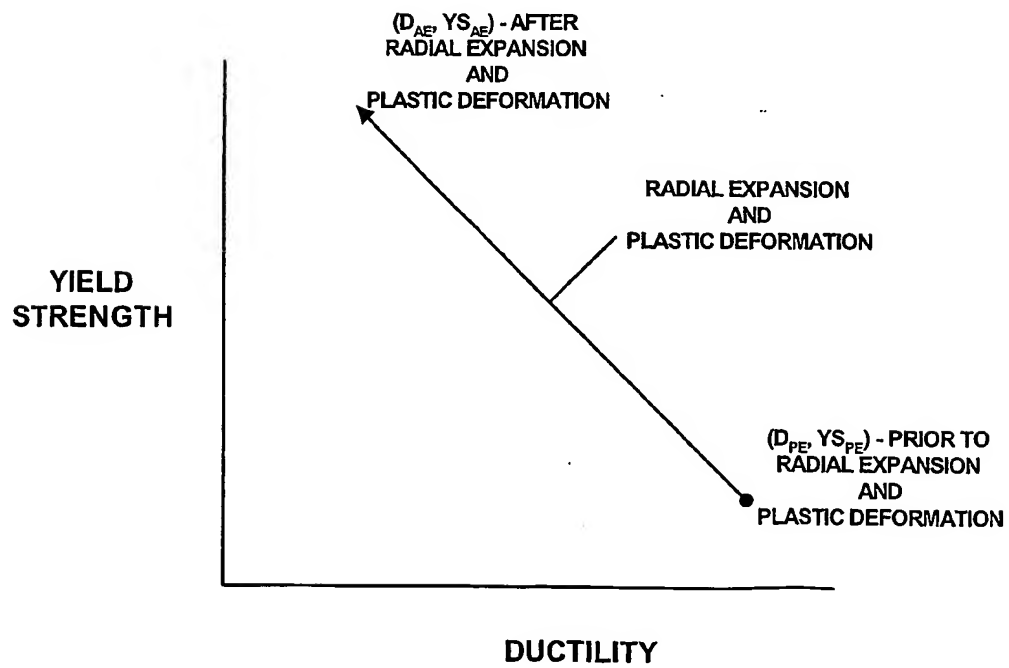 (D_AE, YS_AE) - AFTER
RADIAL EXPANSION
AND
PLASTIC DEFORMATION
RADIAL EXPANSION
AND
PLASTIC DEFORMATION
YIELD
STRENGTH
(D_PE, YS_PE) - PRIOR TO
RADIAL EXPANSION
AND
PLASTIC DEFORMATION
DUCTILITY